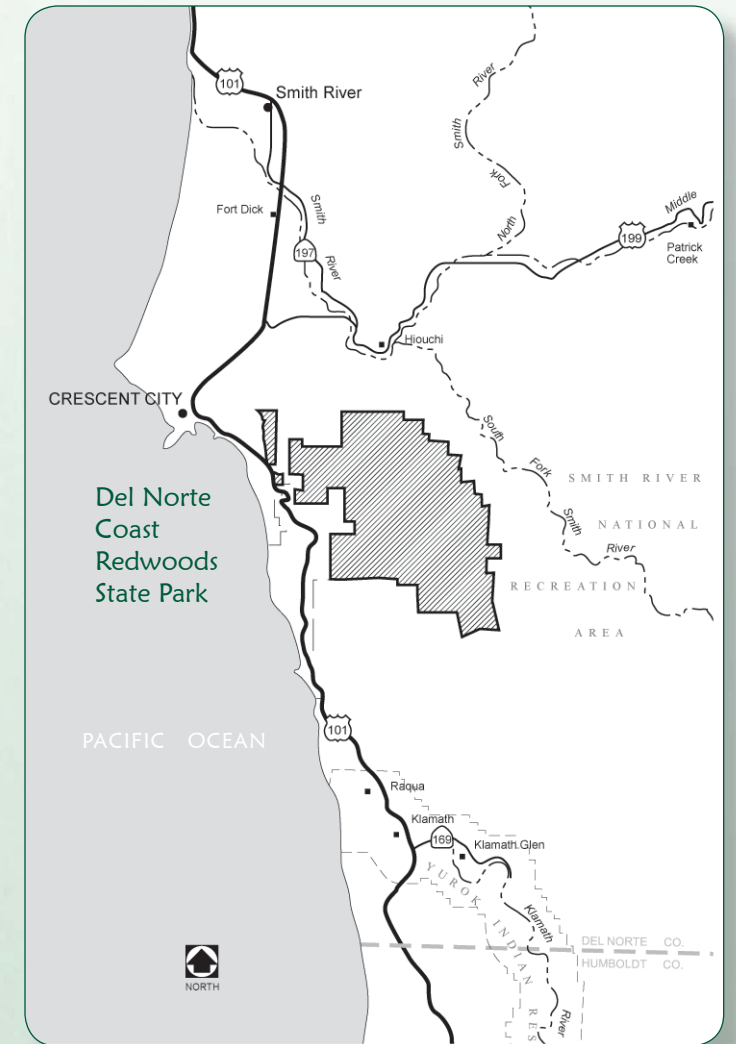 101
Smith River
River
Smith
Fork
North
Middle
199
Patrick
Creek
Fort Dick
Smith
River
197
Hiouchi
CRESCENT CITY
South
Fork
Smith
River
SMITH RIVER
NATIONAL
RECREATION
AREA
Del Norte
Coast
Redwoods
State Park
PACIFIC OCEAN
101
Raqua
Klamath
169
Klamath Glen
YUROK INDIAN RES
Klamath
River
DEL NORTE CO.
HUMBOLDT CO.
NORTH